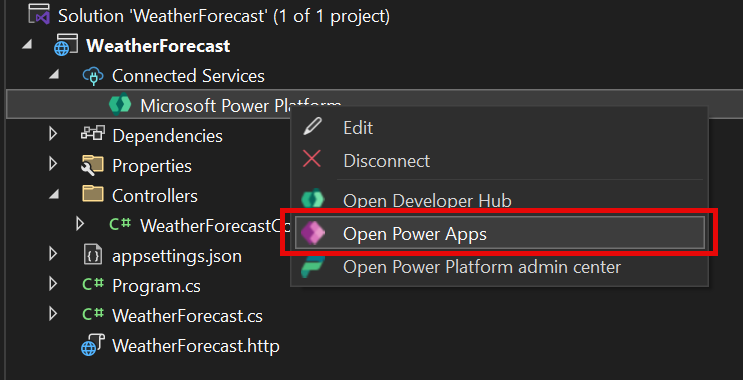 Solution 'WeatherForecast' (1 of 1 project)
WeatherForecast
Connected Services
Microsoft Power Platform
Edit
Dependencies
Disconnect
Properties
Controllers
Open Developer Hub
C# WeatherForecastCo
Open Power Apps
appsettings.json
Open Power Platform admin center
C# Program.cs
C# WeatherForecast.cs
WeatherForecast.http